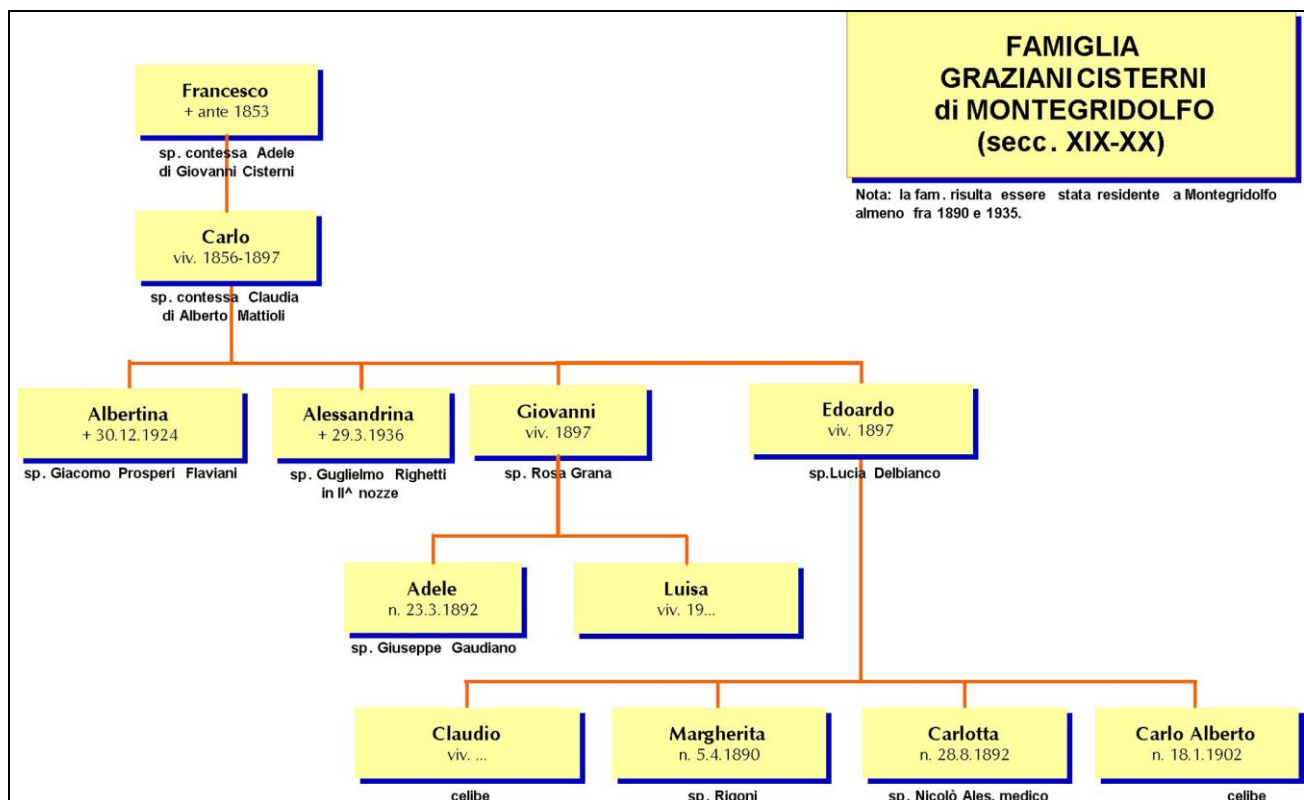 FAMIGLIA
GRAZIANI CISTERNI
di MONTEGRIDOLFO
(secc. XIX-XX)
Nota: la fam. risulta essere stata residente a Montegridolfo
almeno fra 1890 e 1935.
Francesco
+ ante 1853
sp. contessa Adele
di Giovanni Cisterni
Carlo
viv. 1856-1897
sp. contessa Claudia
di Alberto Mattioli
Albertina
+ 30.12.1924
sp. Giacomo Prosperi Flaviani
Alessandrina
+ 29.3.1936
sp. Guglielmo Righetti
in II^ nozze
Giovanni
viv. 1897
sp. Rosa Grana
Edoardo
viv. 1897
sp.Lucia Delbianco
Adele
n. 23.3.1892
sp. Giuseppe Gaudiano
Luisa
viv. 19...
Claudio
viv. ...
celibe
Margherita
n. 5.4.1890
sp. Rigoni
Carlotta
n. 28.8.1892
sp. Nicolò Ales. medico
Carlo Alberto
n. 18.1.1902
celibe